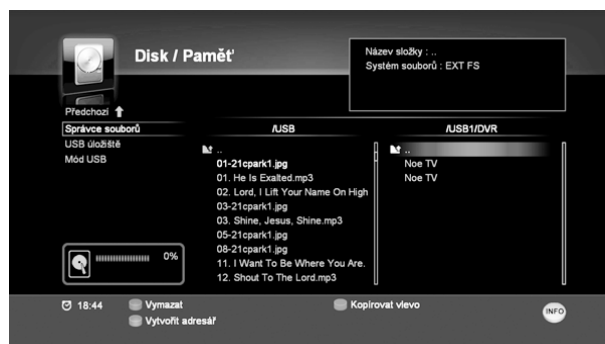 Disk / Paměť
Název složky : ..
Systém souborů : EXT FS
Předchozí
Správce souborů
USB úložiště
Mód USB
/USB
..
01-21cpark1.jpg
01. He Is Exalted.mp3
02. Lord, I Lift Your Name On High
03-21cpark1.jpg
03. Shine, Jesus, Shine.mp3
05-21cpark1.jpg
08-21cpark1.jpg
11. I Want To Be Where You Are.
12. Shout To The Lord.mp3
/USB1/DVR
..
Noe TV
Noe TV
0%
18:44
Vymazat
Vytvořit adresář
Kopírovat vlevo
INFO